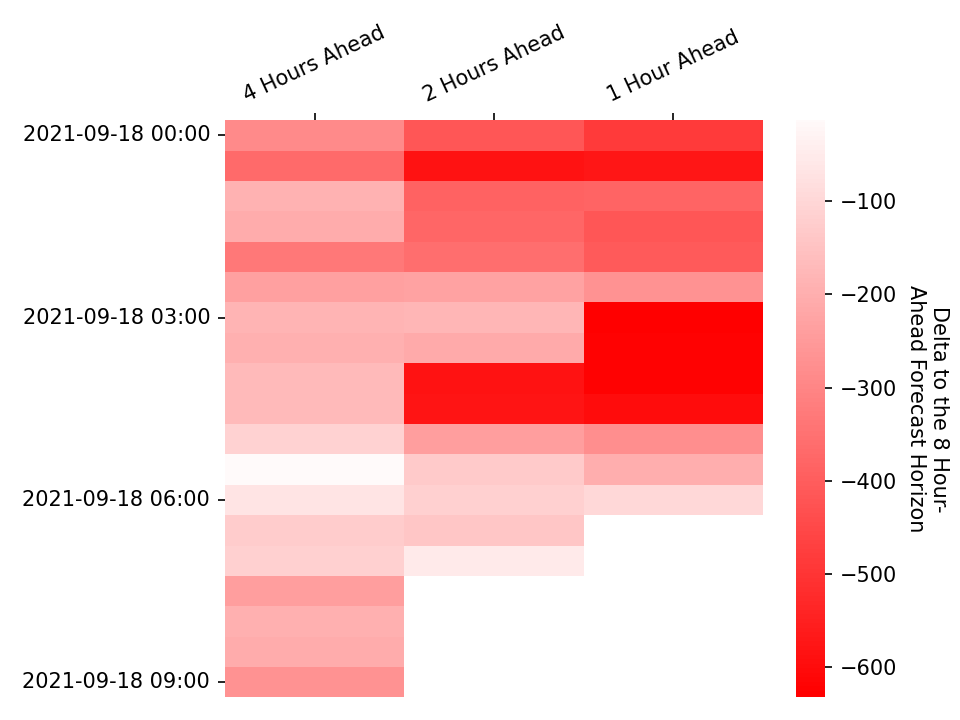 4 Hours Ahead
2 Hours Ahead
1 Hour Ahead
2021-09-18 00:00
2021-09-18 03:00
2021-09-18 06:00
2021-09-18 09:00
−100
−200
−300
−400
−500
−600
Delta to the 8 Hour-
Ahead Forecast Horizon